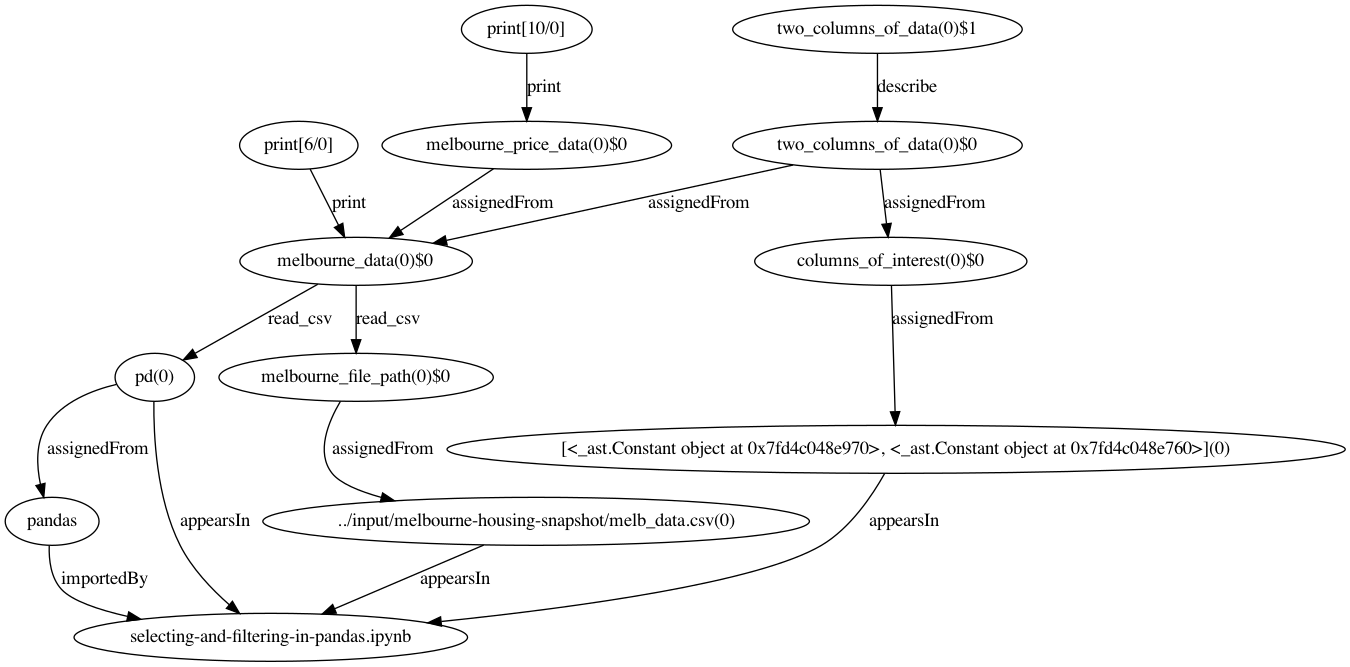 print[10/0]
two_columns_of_data(0)$1
print
describe
print[6/0]
melbourne_price_data(0)$0
two_columns_of_data(0)$0
print
assignedFrom
assignedFrom
assignedFrom
melbourne_data(0)$0
columns_of_interest(0)$0
read_csv
read_csv
assignedFrom
pd(0)
melbourne_file_path(0)$0
assignedFrom
assignedFrom
[<_ast.Constant object at 0x7fd4c048e970>, <_ast.Constant object at 0x7fd4c048e760>](0)
pandas
appearsIn
../input/melbourne-housing-snapshot/melb_data.csv(0)
appearsIn
importedBy
appearsIn
selecting-and-filtering-in-pandas.ipynb